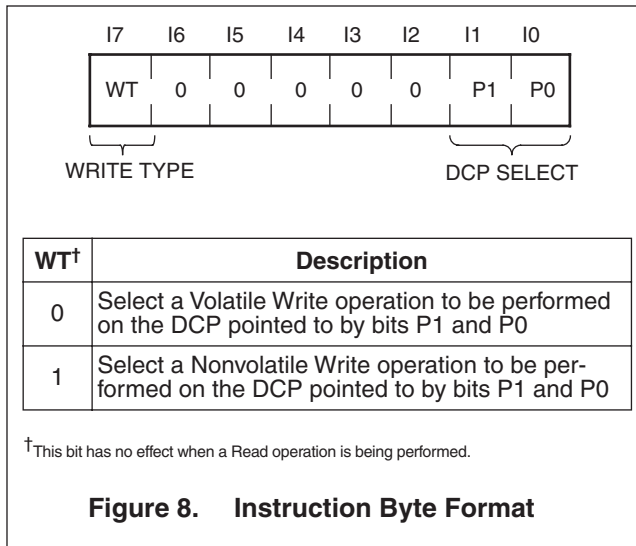 I7 I6 I5 I4 I3 I2 I1 I0
WT 0 0 0 0 0 P1 P0
WRITE TYPE DCP SELECT
WT† Description
0 Select a Volatile Write operation to be performed
on the DCP pointed to by bits P1 and P0
1 Select a Nonvolatile Write operation to be per-
formed on the DCP pointed to by bits P1 and P0
†This bit has no effect when a Read operation is being performed.
Figure 8. Instruction Byte Format